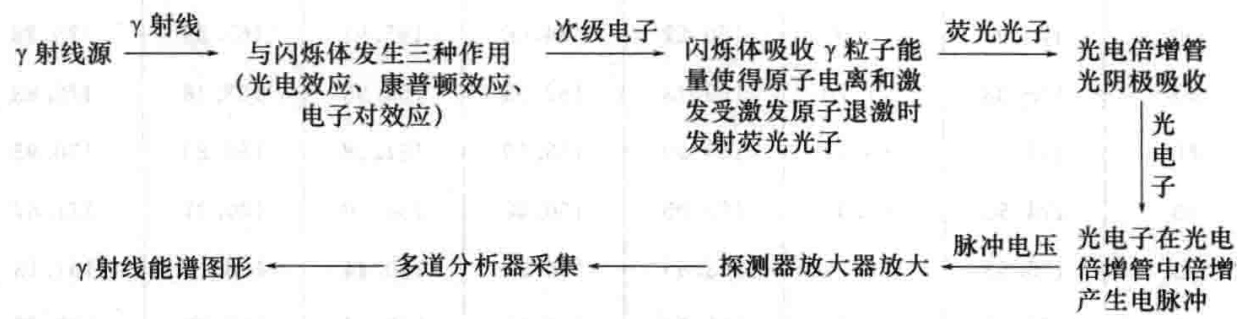 γ射线源
γ射线
与闪烁体发生三种作用
(光电效应、康普顿效应、
电子对效应)
次级电子
闪烁体吸收γ粒子能
量使得原子电离和激
发受激发原子退激时
发射荧光光子
荧光光子
光电倍增管
光阴极吸收
光
电
子
光电子在光电
倍增管中倍增
产生电脉冲
脉冲电压
探测器放大器放大
多道分析器采集
γ射线能谱图形